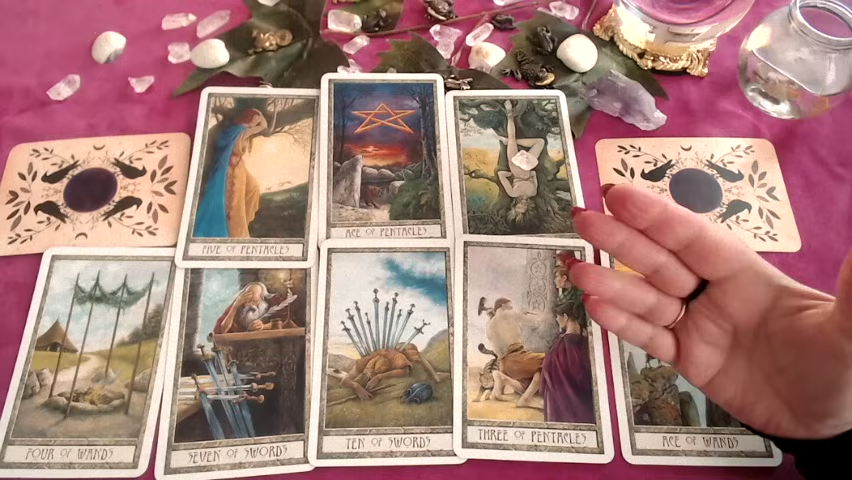 FIVE OF PENTACLES
ACE OF PENTACLES
FOUR OF WANDS
SEVEN OF SWORDS
TEN OF SWORDS
THREE OF PENTACLES
ACE OF WANDS